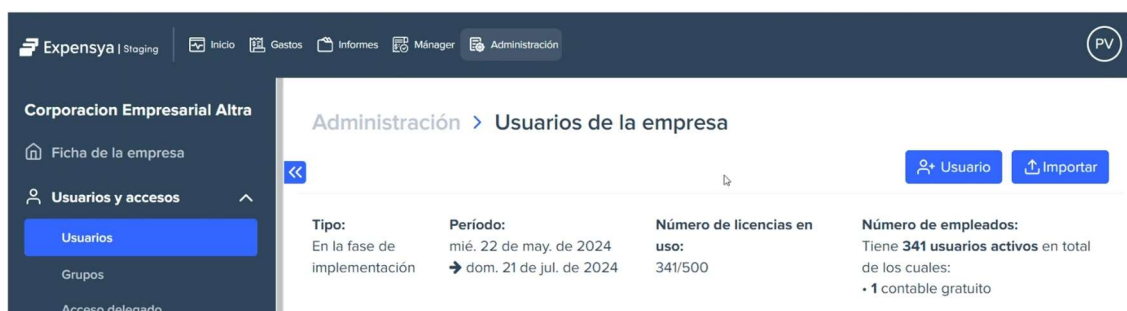 Expensya | Staging
Inicio
Gastos
Informes
Mánager
Administración
PV
Corporacion Empresarial Altra
Ficha de la empresa
Usuarios y accesos
Usuarios
Grupos
Acceso delegado
Administración > Usuarios de la empresa
Usuario
Importar
Tipo:
En la fase de
implementación
Período:
mié. 22 de may. de 2024
➔ dom. 21 de jul. de 2024
Número de licencias en
uso:
341/500
Número de empleados:
Tiene 341 usuarios activos en total
de los cuales:
• 1 contable gratuito